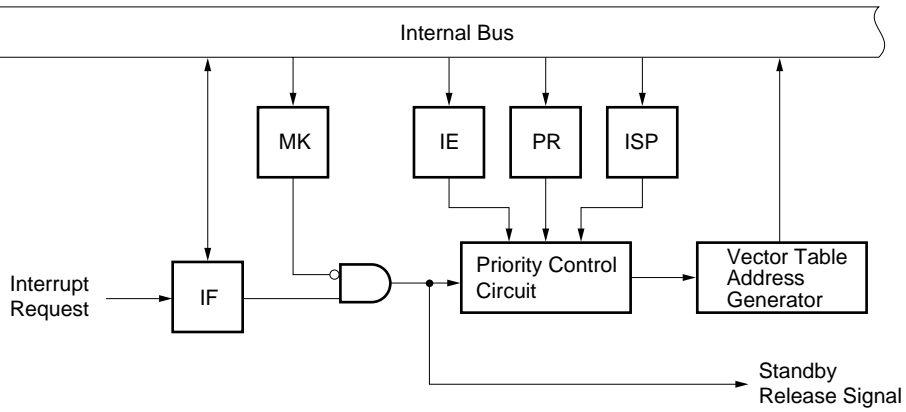 Internal Bus
MK
IE
PR
ISP
Interrupt
Request
IF
Priority Control
Circuit
Vector Table
Address
Generator
Standby
Release Signal